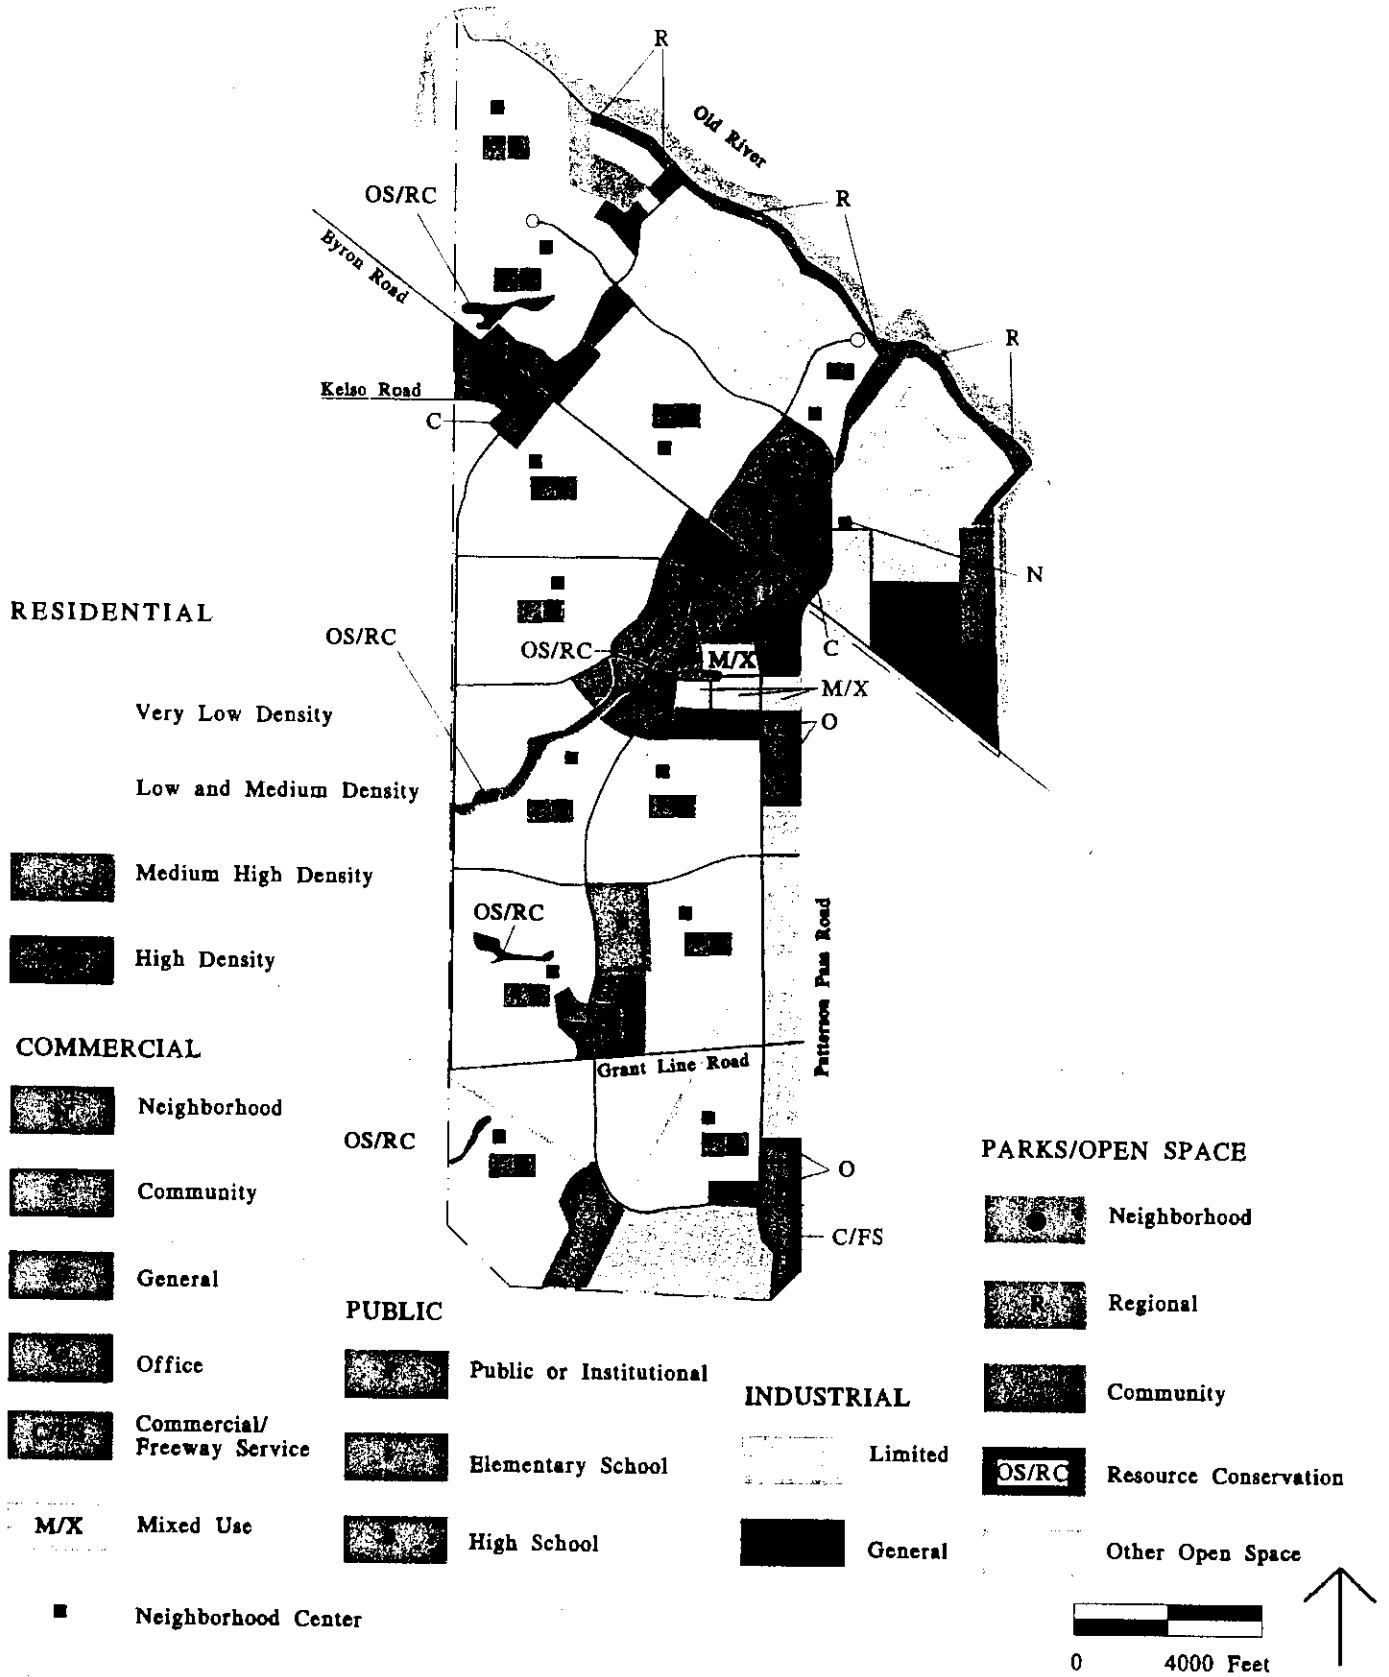 R
Old River
R
OS/RC
Byron Road
R
Kelso Road
C
N
RESIDENTIAL
OS/RC
OS/RC
M/X
C
M/X
Very Low Density
O
Low and Medium Density
Medium High Density
OS/RC
High Density
Patterson Pass Road
COMMERCIAL
Grant Line Road
Neighborhood
OS/RC
PARKS/OPEN SPACE
O
Community
Neighborhood
C/FS
General
R
Regional
PUBLIC
Office
Public or Institutional
Community
INDUSTRIAL
C/FS
Commercial/
Freeway Service
Limited
Elementary School
OS/RC
Resource Conservation
M/X
Mixed Use
High School
General
Other Open Space
Neighborhood Center
0 4000 Feet